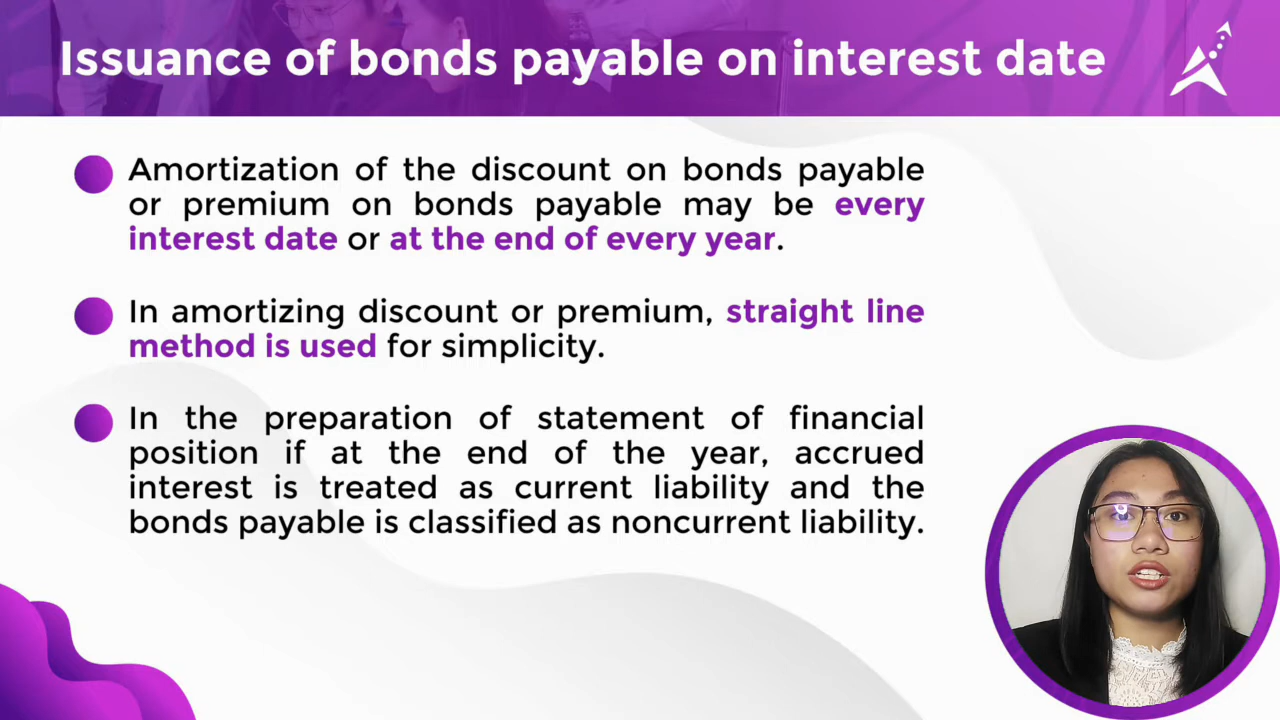 Issuance of bonds payable on interest date
Amortization of the discount on bonds payable
or premium on bonds payable may be every
interest date or at the end of every year.
In amortizing discount or premium, straight line
method is used for simplicity.
In the preparation of statement of financial
position if at the end of the year, accrued
interest is treated as current liability and the
bonds payable is classified as noncurrent liability.